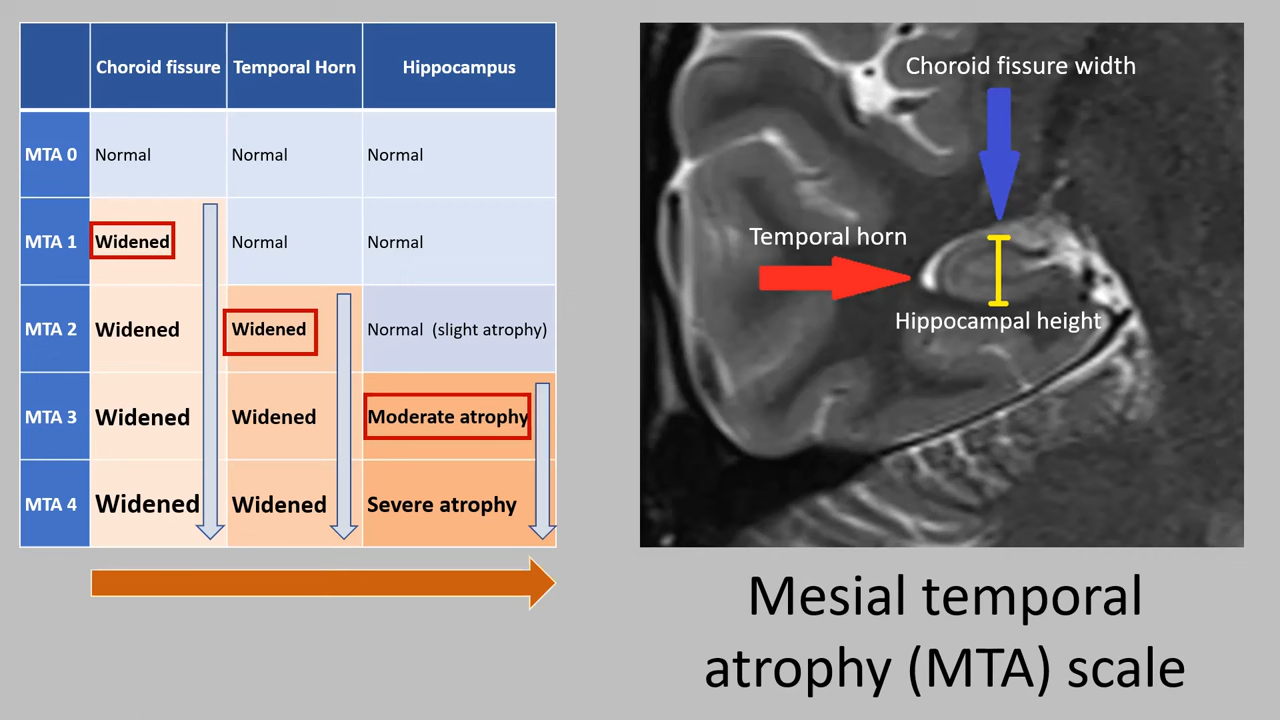 Choroid fissure Temporal Horn Hippocampus
MTA 0 Normal Normal Normal
MTA 1 Widened Normal Normal
MTA 2 Widened Widened Normal (slight atrophy)
MTA 3 Widened Widened Moderate atrophy
MTA 4 Widened Widened Severe atrophy
Choroid fissure width
Temporal horn
Hippocampal height
Mesial temporal
atrophy (MTA) scale